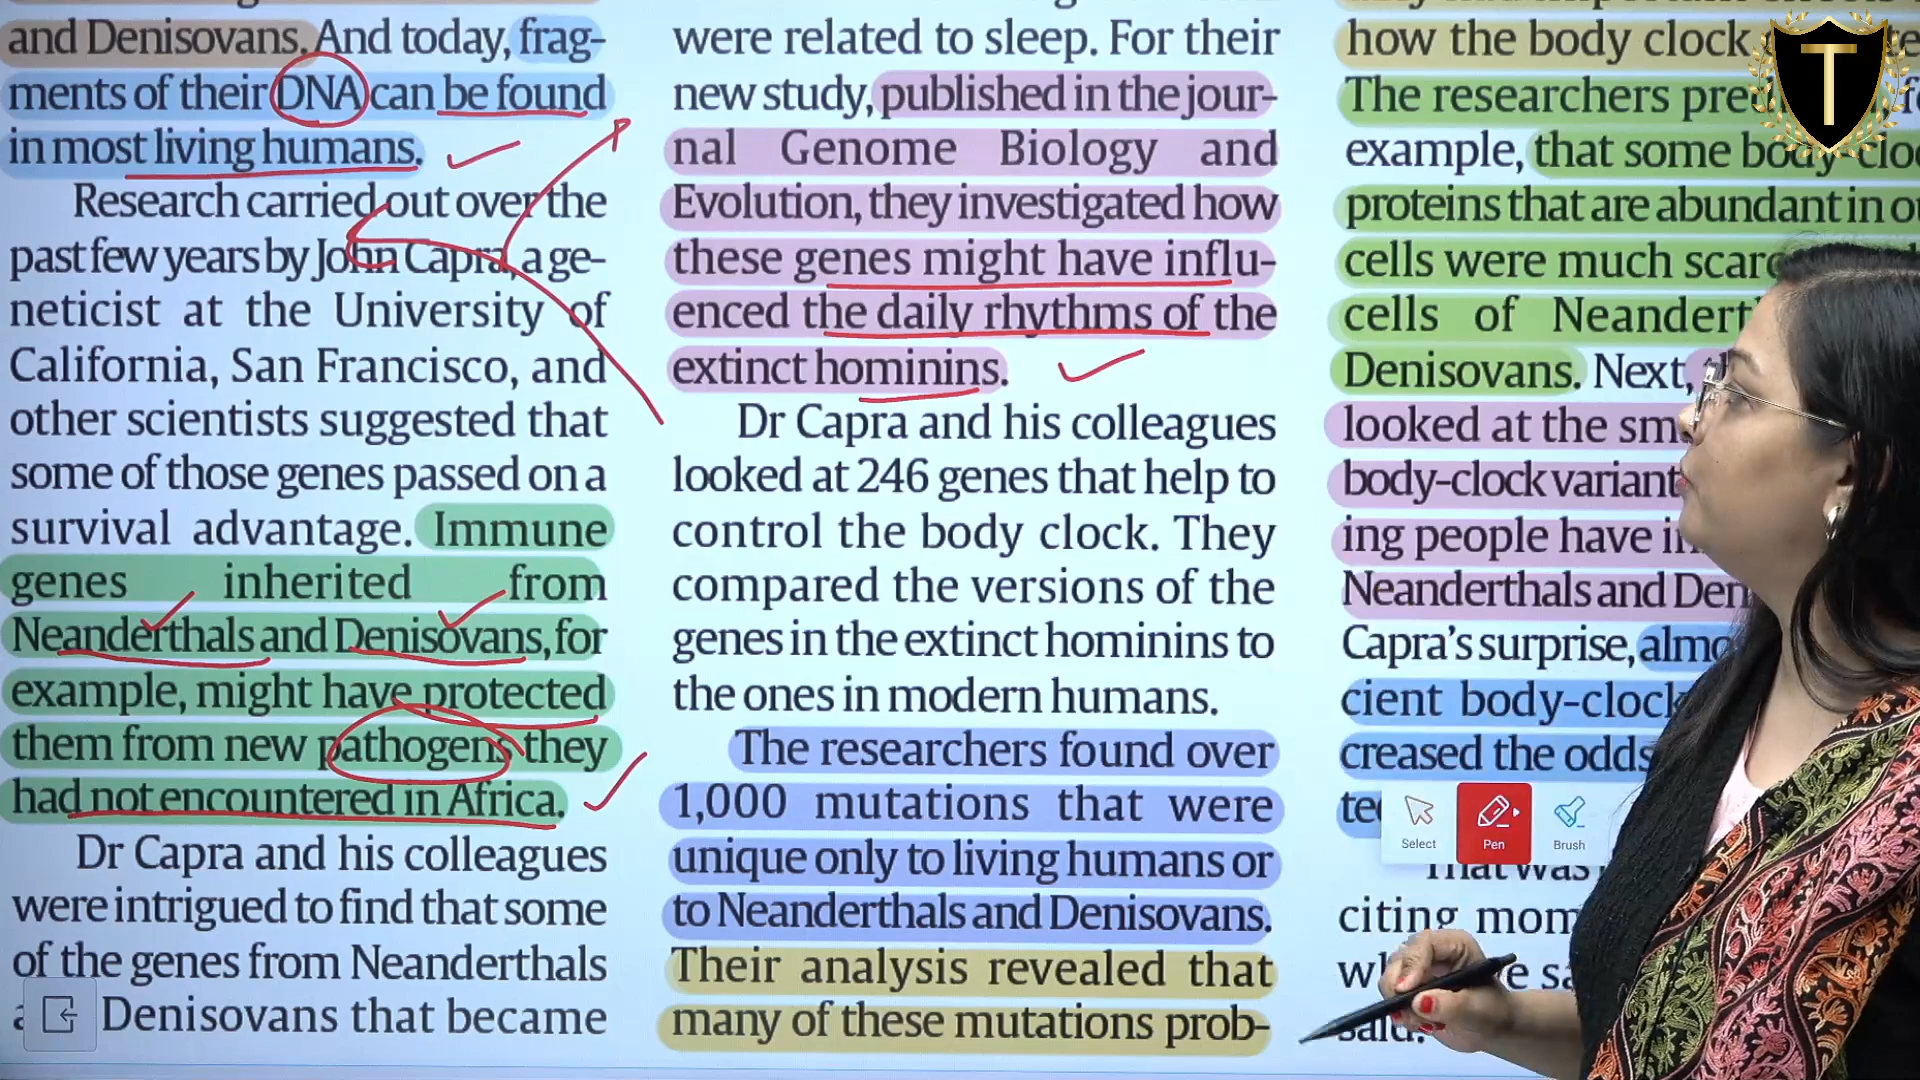 and Denisovans. And today, frag-
ments of their DNA can be found
in most living humans.
Research carried out over the
past few years by John Capra, a ge-
neticist at the University of
California, San Francisco, and
other scientists suggested that
some of those genes passed on a
survival advantage. Immune
genes inherited from
Neanderthals and Denisovans, for
example, might have protected
them from new pathogens they
had not encountered in Africa.
Dr Capra and his colleagues
were intrigued to find that some
of the genes from Neanderthals
Denisovans that became
were related to sleep. For their
new study, published in the jour-
nal Genome Biology and
Evolution, they investigated how
these genes might have influ-
enced the daily rhythms of the
extinct hominins.
Dr Capra and his colleagues
looked at 246 genes that help to
control the body clock. They
compared the versions of the
genes in the extinct hominins to
the ones in modern humans.
The researchers found over
1,000 mutations that were
unique only to living humans or
to Neanderthals and Denisovans.
Their analysis revealed that
many of these mutations prob-
how the body clock
The researchers
example, that some body-
proteins that are abundant in
cells were much
cells of
Denisovans. Next,
looked at the
body-clock
ing people have
Neanderthals and
Capra's surprise,
cient body-clock
creased the odds
That was
citing
said.
T
Select
Pen
Brush